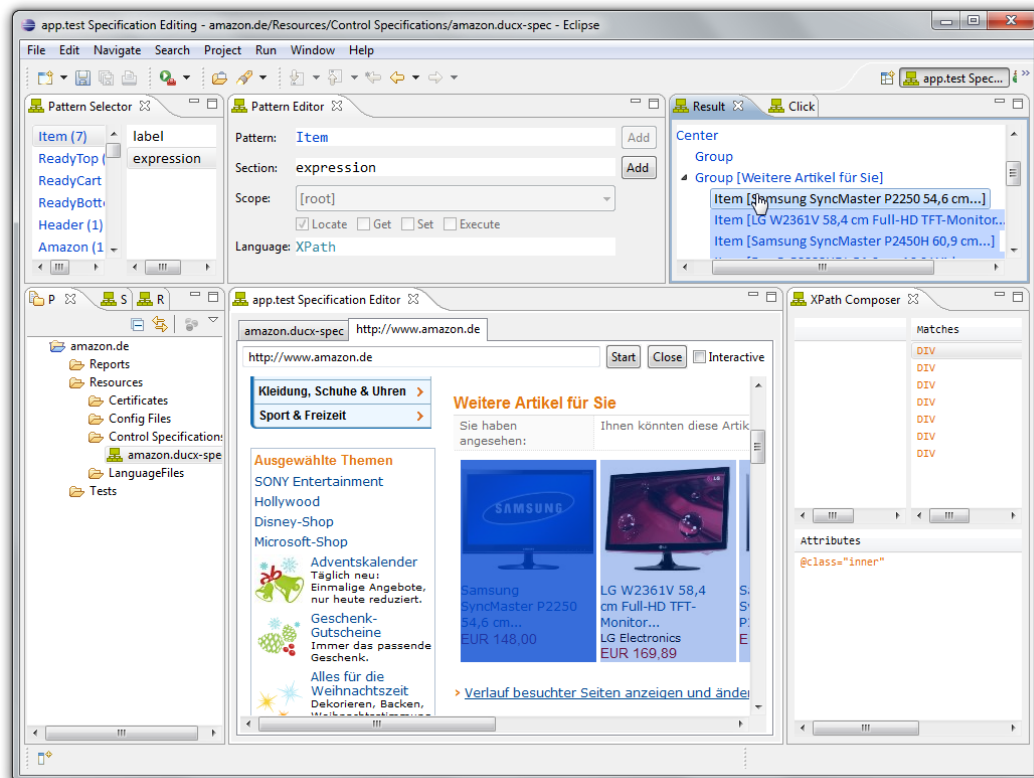 app.test Specification Editing - amazon.de/Resources/Control Specifications/amazon.ducx-spec - Eclipse
File Edit Navigate Search Project Run Window Help
app.test Spec...
Pattern Selector
Item (7)
ReadyTop (
ReadyCart
ReadyBott
Header (1)
Amazon (1
label
expression
Pattern Editor
Pattern: Item Add
Section: expression Add
Scope: [root]
Locate Get Set Execute
Language: XPath
Result Click
Center
Group
Group [Weitere Artikel für Sie]
Item [Samsung SyncMaster P2250 54,6 cm...]
Item [LG W2361V 58,4 cm Full-HD TFT-Monitor...
Item [Samsung SyncMaster P2450H 60,9 cm...]
P S R
amazon.de
Reports
Resources
Certificates
Config Files
Control Specifications
amazon.ducx-spe
LanguageFiles
Tests
app.test Specification Editor
amazon.ducx-spec http://www.amazon.de
http://www.amazon.de Start Close Interactive
Kleidung, Schuhe & Uhren
Sport & Freizeit
Ausgewählte Themen
SONY Entertainment
Hollywood
Disney-Shop
Microsoft-Shop
Adventskalender
Täglich neu:
Einmalige Angebote,
nur heute reduziert.
Geschenk-
Gutscheine
Immer das passende
Geschenk.
Alles für die
Weihnachtszeit
Dekorieren, Backen,
Weihnachtsstimmung
Weitere Artikel für Sie
Sie haben
angesehen:
Ihnen könnten diese Artik
SAMSUNG
Samsung
SyncMaster P2250
54,6 cm...
EUR 148,00
LG
LG W2361V 58,4
cm Full-HD TFT-
Monitor...
LG Electronics
EUR 169,89
Verlauf besuchter Seiten anzeigen und änder
XPath Composer
Matches
DIV
DIV
DIV
DIV
DIV
DIV
DIV
Attributes
@class="inner"